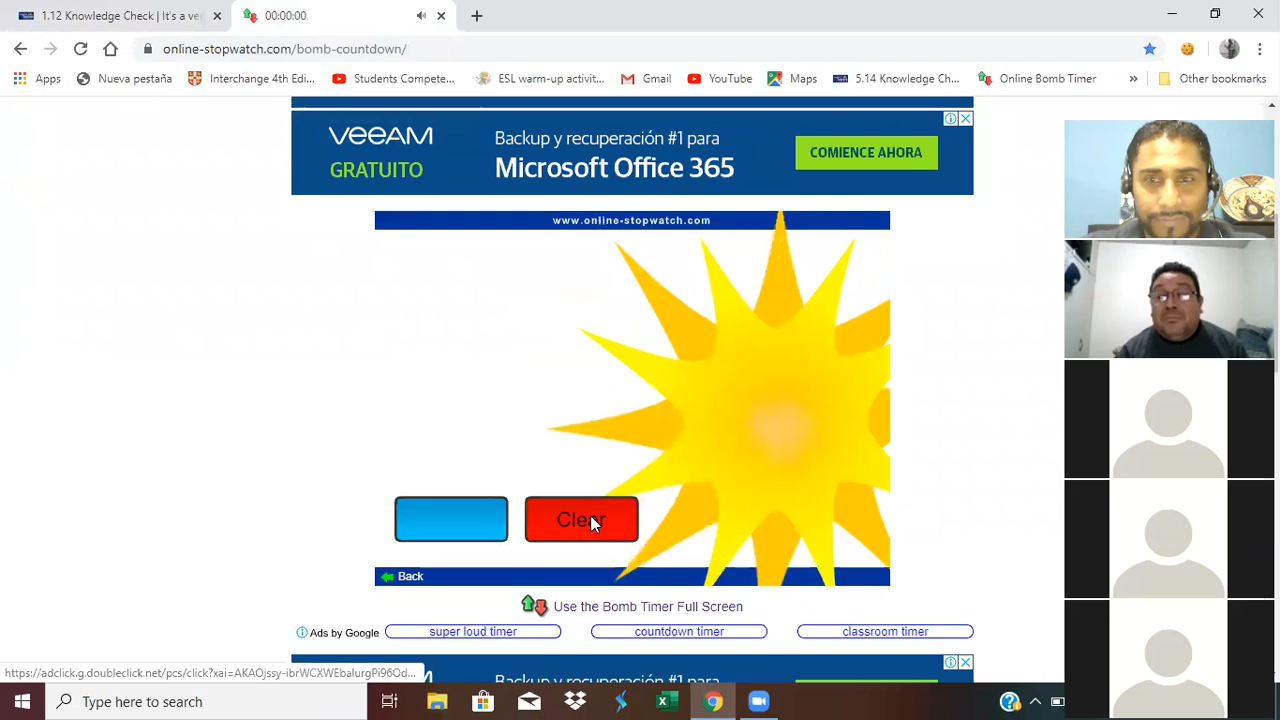 1.12 Knowledge Check | It's a ve
00:00:00
online-stopwatch.com/bomb-countdown/
Apps
Nueva pestaña
Interchange 4th Edi...
Students Compete...
ESL warm-up activit...
Gmail
YouTube
Maps
5.14 Knowledge Ch...
Online Bomb Timer
Other bookmarks
VEEAM
GRATUITO
Backup y recuperación #1 para
Microsoft Office 365
COMIENCE AHORA
www.online-stopwatch.com
Clear
Back
Use the Bomb Timer Full Screen
Ads by Google
super loud timer
countdown timer
classroom timer
Backup y recuperación #1 para
Type here to search